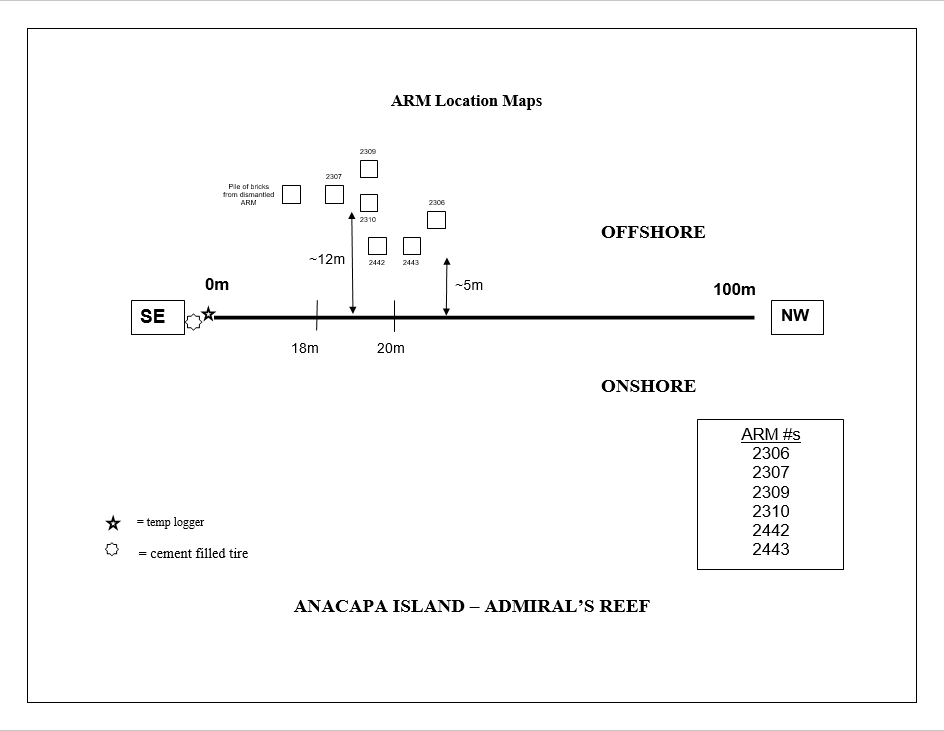 ARM Location Maps
2309
2307
Pile of bricks
from dismantled
ARM
2310
2306
OFFSHORE
~12m
2442
2443
~5m
0m
100m
SE
NW
18m
20m
ONSHORE
ARM #s
2306
2307
2309
2310
2442
2443
= temp logger
= cement filled tire
ANACAPA ISLAND – ADMIRAL’S REEF